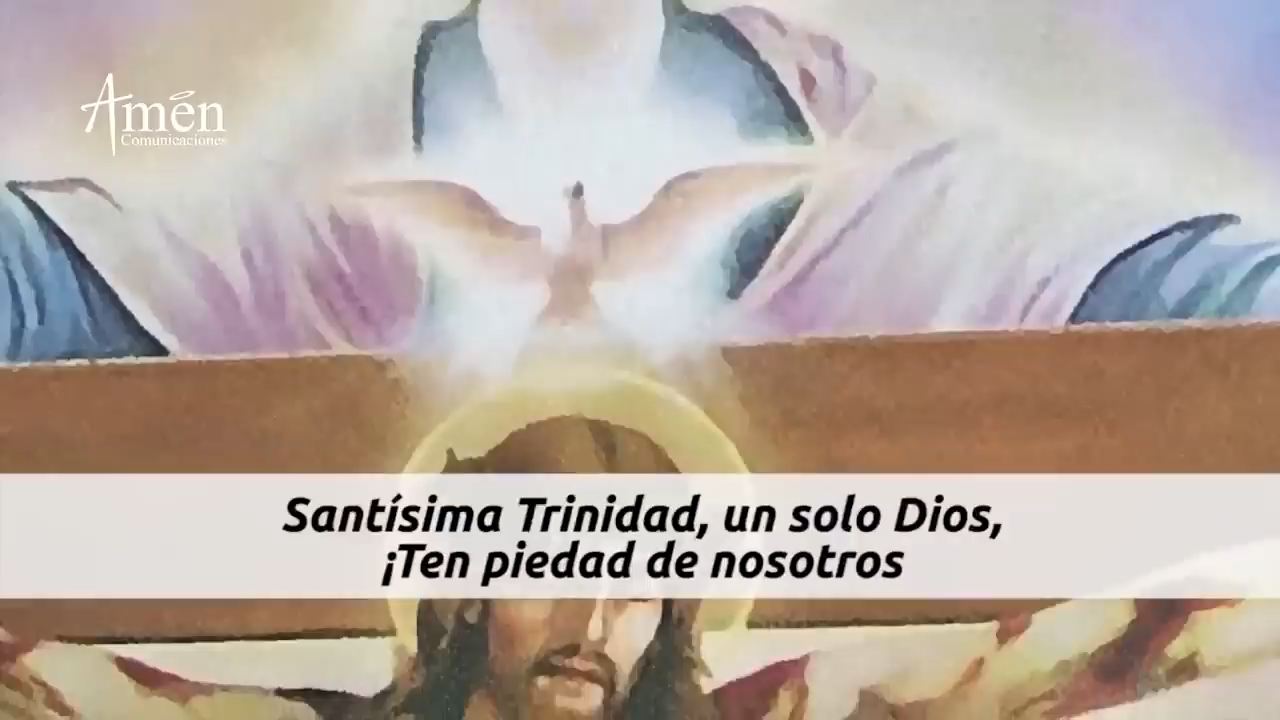 Amén
Comunicaciones
Santísima Trinidad, un solo Dios,
¡Ten piedad de nosotros